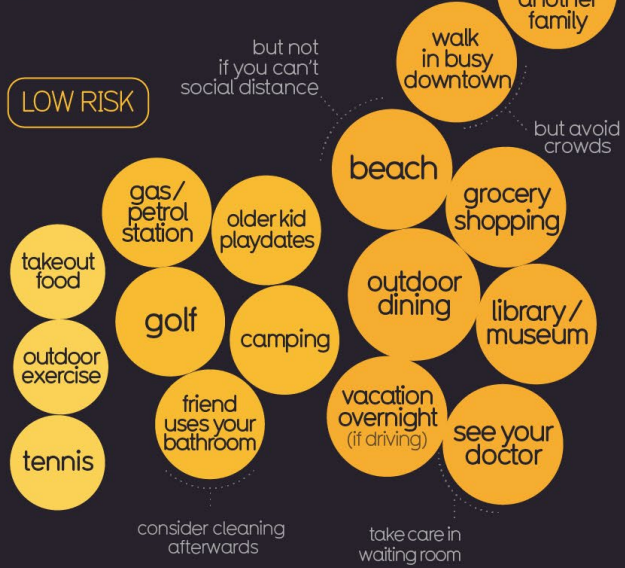 another
family
walk
in busy
downtown
but not
if you can't
social distance
LOW RISK
but avoid
crowds
beach
gas/
petrol
station
older kid
playdates
grocery
shopping
takeout
food
golf
camping
outdoor
dining
library/
museum
outdoor
exercise
friend
uses your
bathroom
vacation
overnight
(if driving)
see your
doctor
tennis
consider cleaning
afterwards
take care in
waiting room